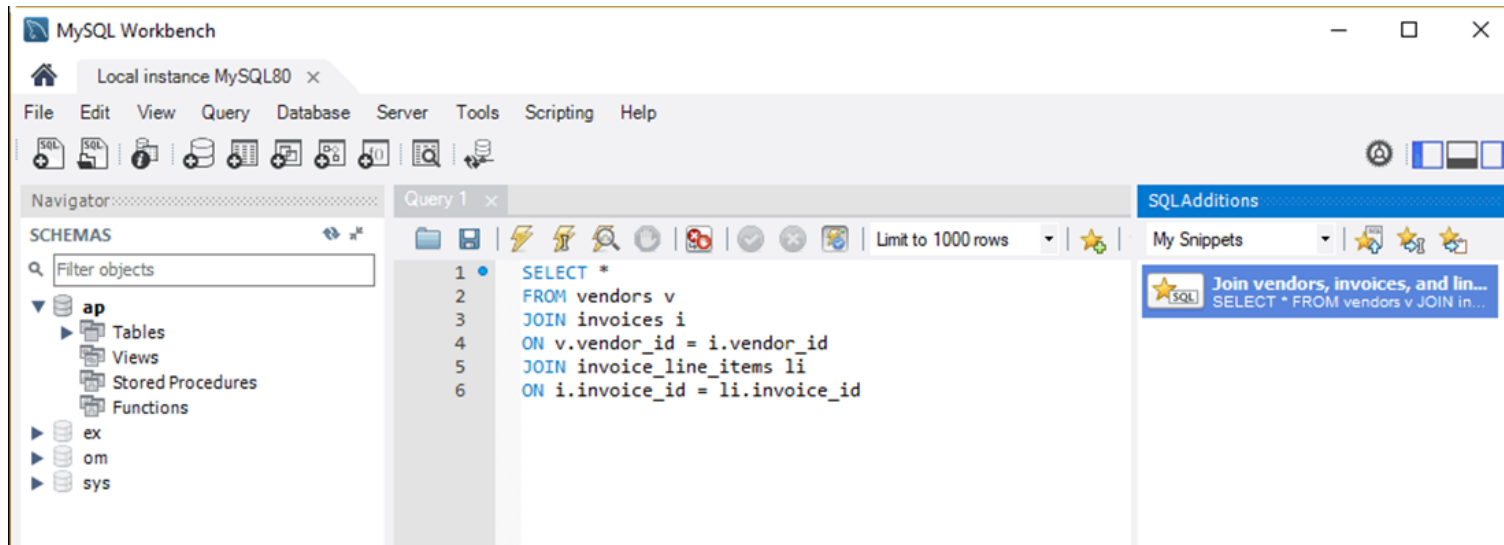 MySQL Workbench
Local instance MySQL80
File Edit View Query Database Server Tools Scripting Help
SQL SQL
Navigator
SCHEMAS
Filter objects
ap
Tables
Views
Stored Procedures
Functions
ex
om
sys
Query 1
Limit to 1000 rows
1 SELECT *
2 FROM vendors v
3 JOIN invoices i
4 ON v.vendor_id = i.vendor_id
5 JOIN invoice_line_items li
6 ON i.invoice_id = li.invoice_id
SQLAdditions
My Snippets
SQL
Join vendors, invoices, and lin...
SELECT * FROM vendors v JOIN in...